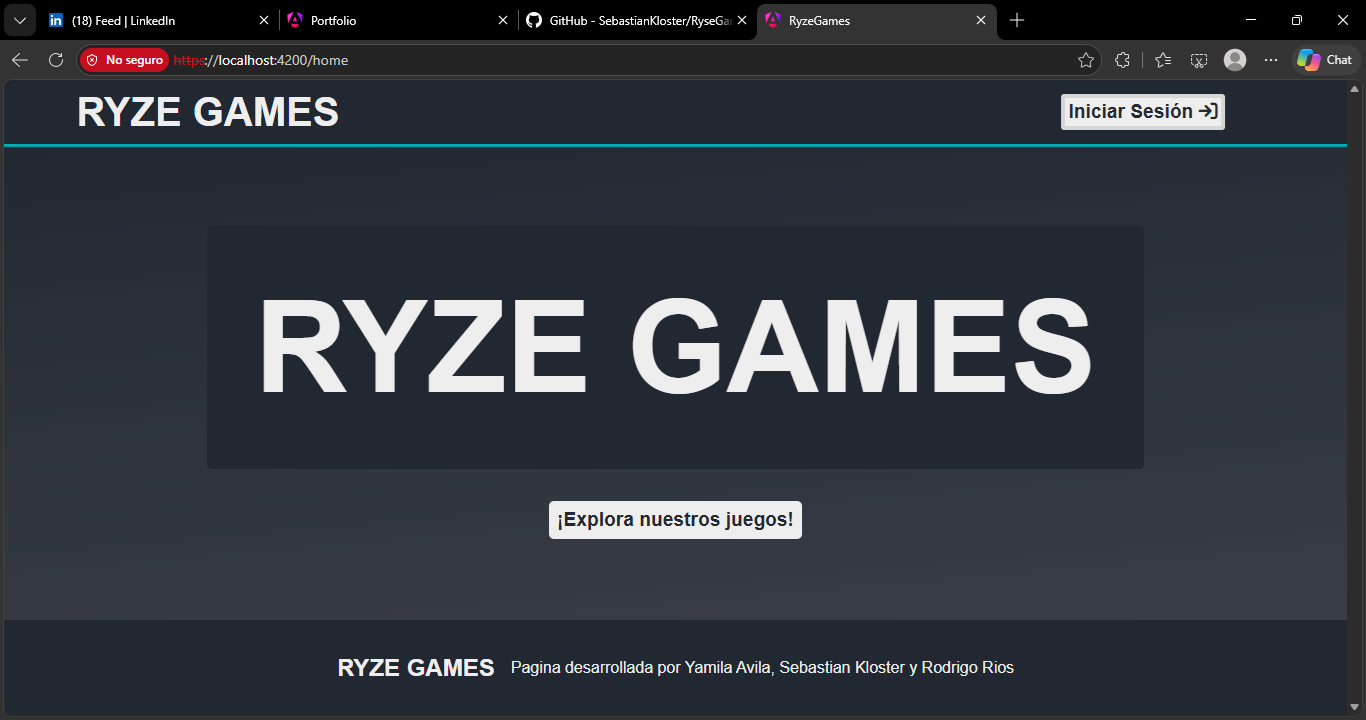 (18) Feed | LinkedIn
Portfolio
GitHub - SebastianKloster/RyseGa
RyzeGames
No seguro https://localhost:4200/home
Chat
RYZE GAMES
Iniciar Sesión
RYZE GAMES
¡Explora nuestros juegos!
RYZE GAMES Pagina desarrollada por Yamila Avila, Sebastian Kloster y Rodrigo Rios